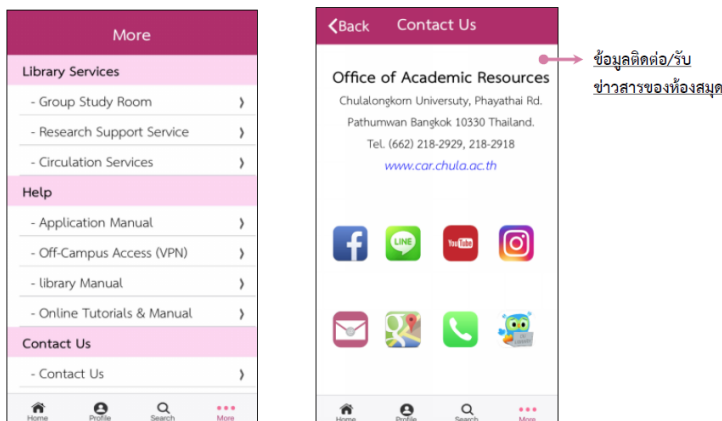 More
Library Services
- Group Study Room
- Research Support Service
- Circulation Services
Help
- Application Manual
- Off-Campus Access (VPN)
- library Manual
- Online Tutorials & Manual
Contact Us
- Contact Us
Home Profile Search More
Back Contact Us
Office of Academic Resources
Chulalongkorn Universuty, Phayathai Rd.
Pathumwan Bangkok 10330 Thailand.
Tel. (662) 218-2929, 218-2918
www.car.chula.ac.th
LINE
You Tube
Home Profile Search More
ข้อมูลติดต่อ/รับ
ข่าวสารของห้องสมุด